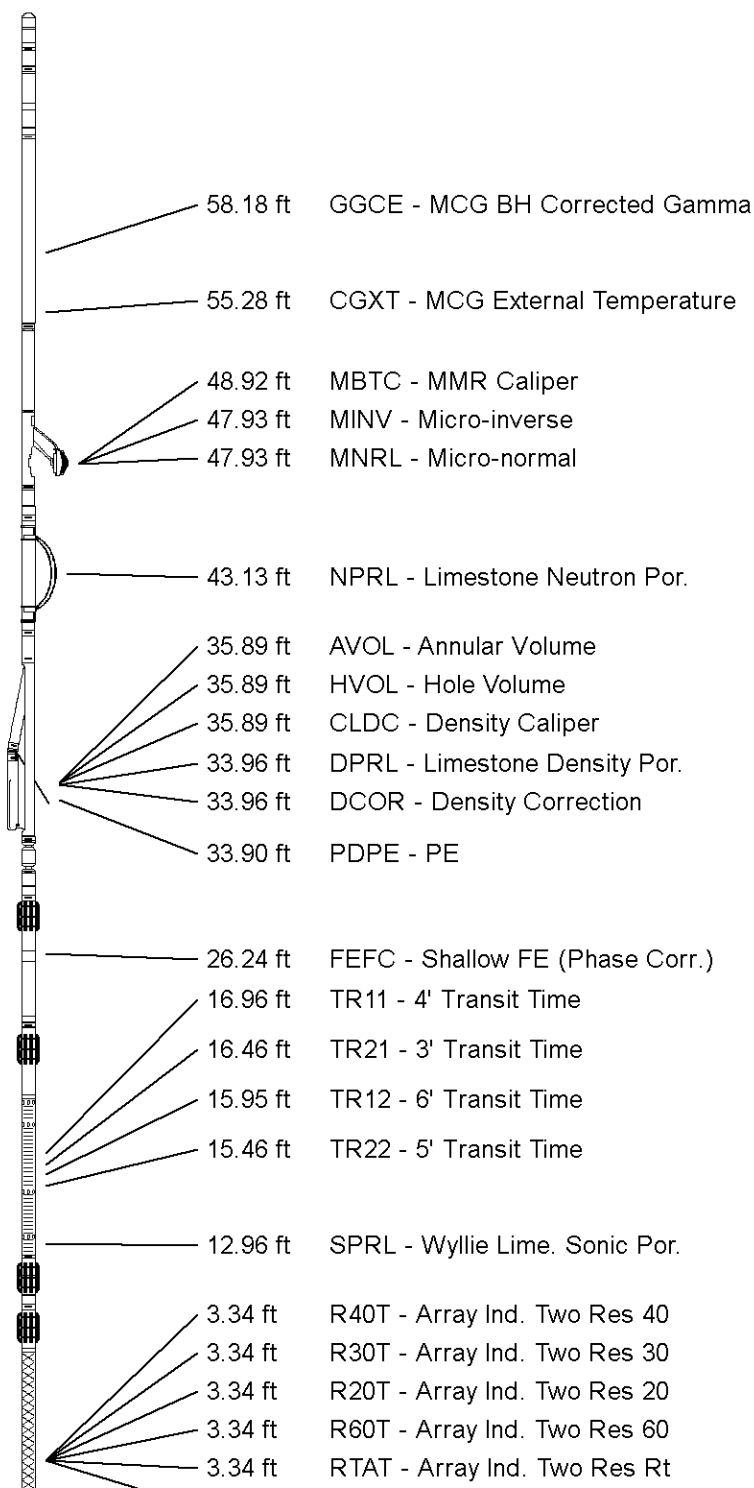 58.18 ft GGCE - MCG BH Corrected Gamma
55.28 ft CGXT - MCG External Temperature
48.92 ft MBTC - MMR Caliper
47.93 ft MINV - Micro-inverse
47.93 ft MNRL - Micro-normal
43.13 ft NPRL - Limestone Neutron Por.
35.89 ft AVOL - Annular Volume
35.89 ft HVOL - Hole Volume
35.89 ft CLDC - Density Caliper
33.96 ft DPRL - Limestone Density Por.
33.96 ft DCOR - Density Correction
33.90 ft PDPE - PE
26.24 ft FEFC - Shallow FE (Phase Corr.)
16.96 ft TR11 - 4' Transit Time
16.46 ft TR21 - 3' Transit Time
15.95 ft TR12 - 6' Transit Time
15.46 ft TR22 - 5' Transit Time
12.96 ft SPRL - Wyllie Lime. Sonic Por.
3.34 ft R40T - Array Ind. Two Res 40
3.34 ft R30T - Array Ind. Two Res 30
3.34 ft R20T - Array Ind. Two Res 20
3.34 ft R60T - Array Ind. Two Res 60
3.34 ft RTAT - Array Ind. Two Res Rt